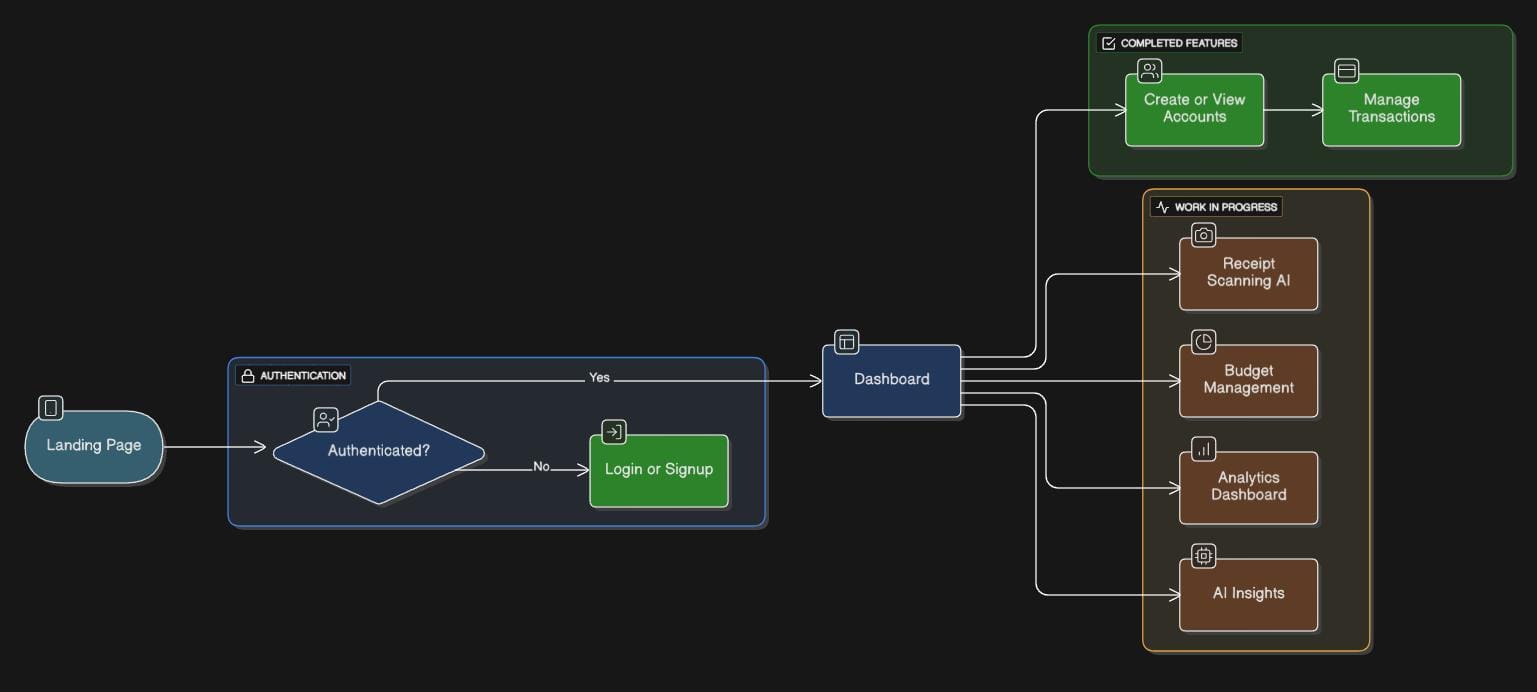 COMPLETED FEATURES
Create or View
Accounts
Manage
Transactions
WORK IN PROGRESS
Receipt
Scanning AI
Budget
Management
Analytics
Dashboard
AI Insights
Dashboard
AUTHENTICATION
Yes
Authenticated?
No
Login or Signup
Landing Page